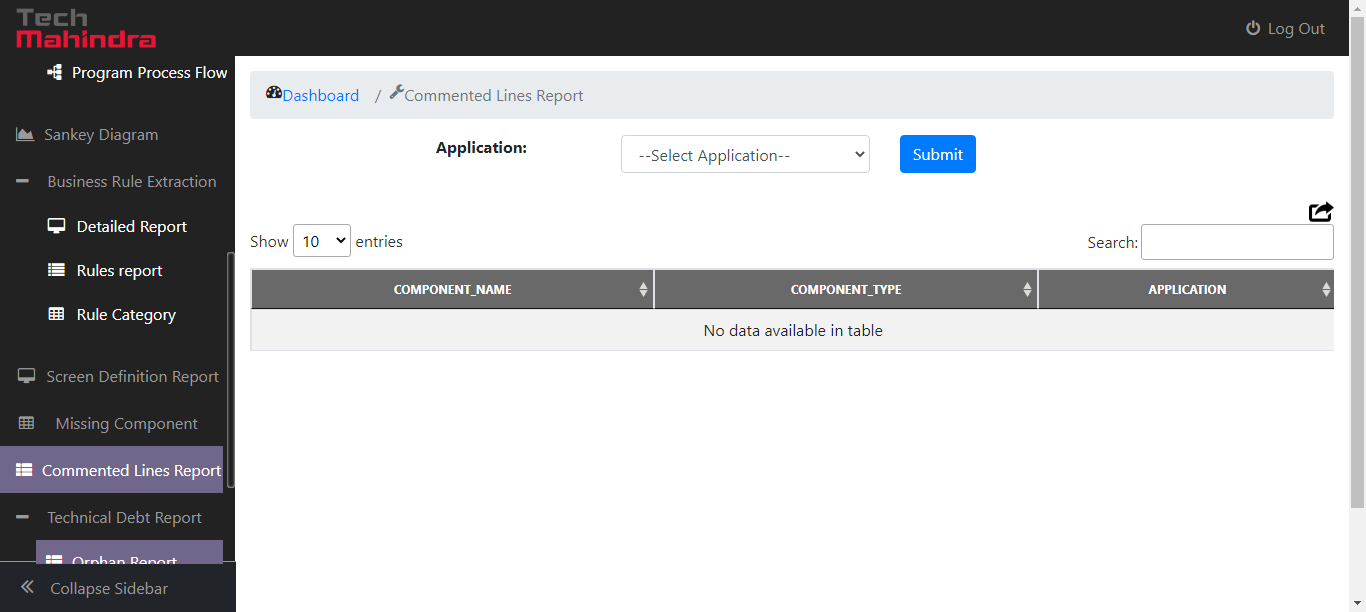 Tech
Mahindra
Log Out
Program Process Flow
Sankey Diagram
Business Rule Extraction
Detailed Report
Rules report
Rule Category
Screen Definition Report
Missing Component
Commented Lines Report
Technical Debt Report
Orphan Report
Collapse Sidebar
Dashboard / Commented Lines Report
Application: --Select Application-- Submit
Show 10 entries Search:
COMPONENT_NAME COMPONENT_TYPE APPLICATION
No data available in table